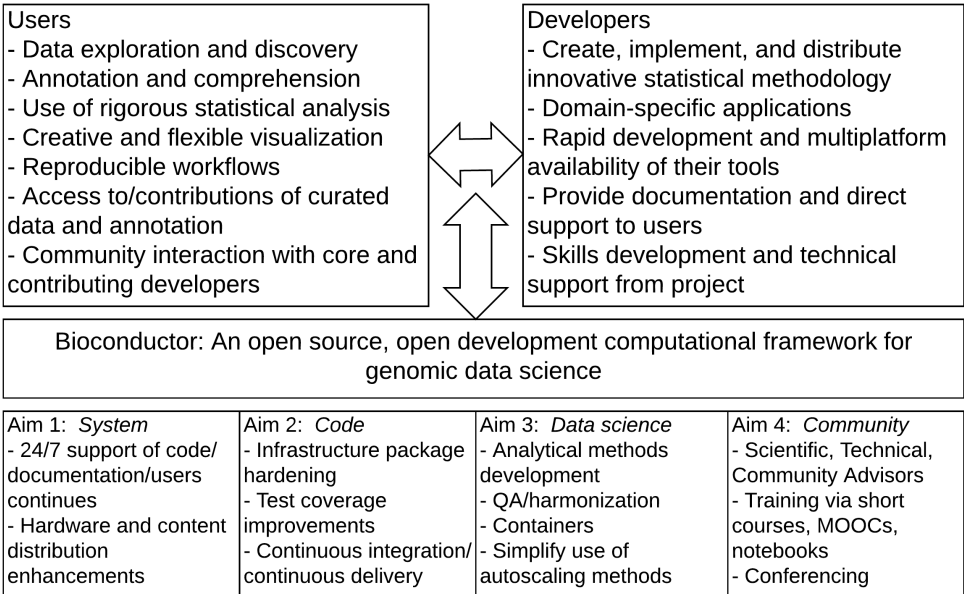 Users
- Data exploration and discovery
- Annotation and comprehension
- Use of rigorous statistical analysis
- Creative and flexible visualization
- Reproducible workflows
- Access to/contributions of curated
data and annotation
- Community interaction with core and
contributing developers
Developers
- Create, implement, and distribute
innovative statistical methodology
- Domain-specific applications
- Rapid development and multiplatform
availability of their tools
- Provide documentation and direct
support to users
- Skills development and technical
support from project
Bioconductor: An open source, open development computational framework for
genomic data science
Aim 1: System
- 24/7 support of code/
documentation/users
continues
- Hardware and content
distribution
enhancements
Aim 2: Code
- Infrastructure package
hardening
- Test coverage
improvements
- Continuous integration/
continuous delivery
Aim 3: Data science
- Analytical methods
development
- QA/harmonization
- Containers
- Simplify use of
autoscaling methods
Aim 4: Community
- Scientific, Technical,
Community Advisors
- Training via short
courses, MOOCs,
notebooks
- Conferencing